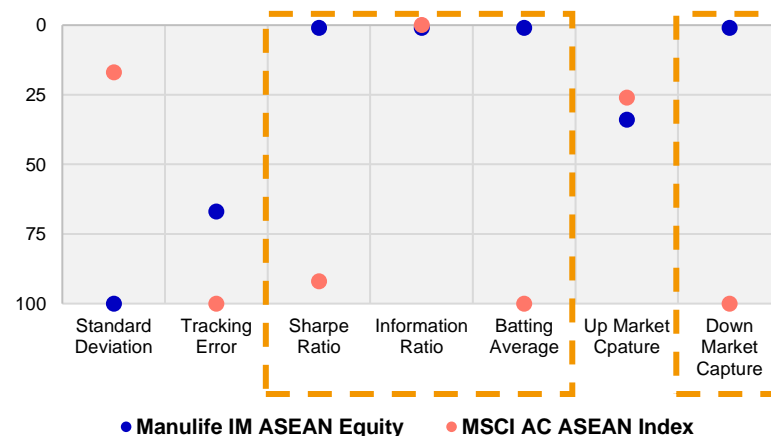 0
25
50
75
100
Standard Deviation
Tracking Error
Sharpe Ratio
Information Ratio
Batting Average
Up Market Cpature
Down Market Capture
Manulife IM ASEAN Equity
MSCI AC ASEAN Index